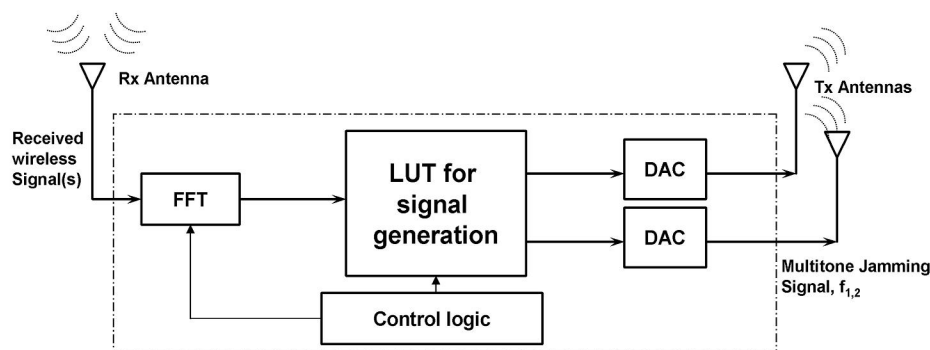 Rx Antenna
Tx Antennas
Received
wireless
Signal(s)
FFT
LUT for
signal
generation
DAC
DAC
Multitone Jamming
Signal, f1,2
Control logic